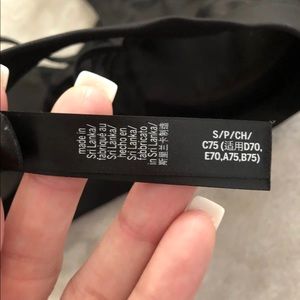 made in
Sri Lanka/
fabriqué au
Sri Lanka/
hecho en
Sri Lanka/
fabbricato
in Sri Lanka/
斯里兰卡制造
S/P/CH/
C75 (适用D70,
E70,A75,B75)